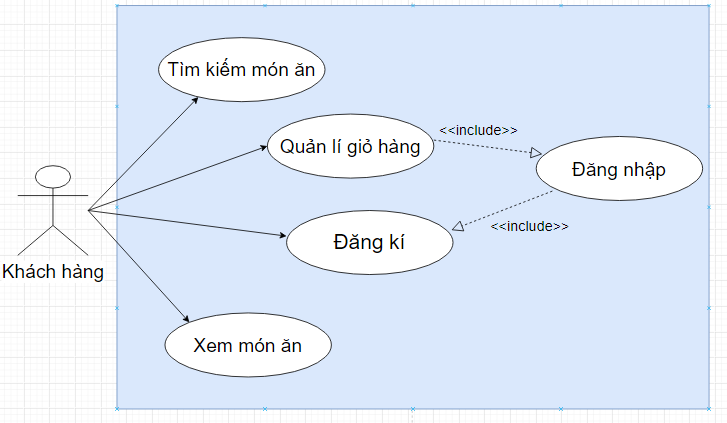 Tìm kiếm món ăn
Quản lí giỏ hàng
<<include>>
Đăng nhập
<<include>>
Đăng kí
Khách hàng
Xem món ăn